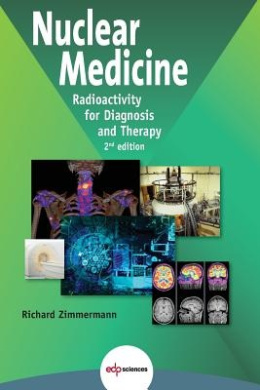 Nuclear
Medicine
Radioactivity
for Diagnosis
and Therapy
2nd edition
Richard Zimmermann
edp sciences